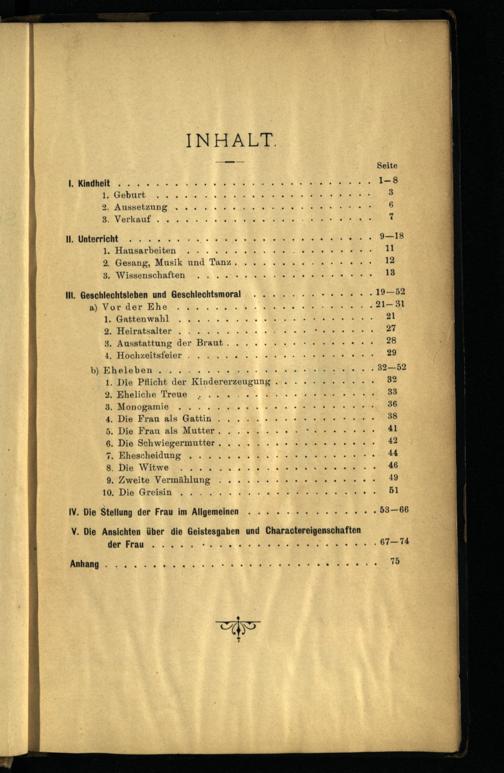 INHALT.
Seite
I. Kindheit . . . . . . . . . . . . . . . . . . . . . . . . 1—8
1. Geburt . . . . . . . . . . . . . . . . . . . . 3
2. Aussetzung . . . . . . . . . . . . . . . . . . 6
3. Verkauf . . . . . . . . . . . . . . . . . . . . 7
II. Unterricht . . . . . . . . . . . . . . . . . . . . . . 9—18
1. Hausarbeiten . . . . . . . . . . . . . . . . . 11
2. Gesang, Musik und Tanz . . . . . . . . . . . . 12
3. Wissenschaften . . . . . . . . . . . . . . . . 13
III. Geschlechtsleben und Geschlechtsmoral . . . . . . . . . . 19—52
a) Vor der Ehe . . . . . . . . . . . . . . . . . . 21—31
1. Gattenwahl . . . . . . . . . . . . . . . . . . 21
2. Heiratsalter . . . . . . . . . . . . . . . . . 27
3. Ausstattung der Braut . . . . . . . . . . . . . 28
4. Hochzeitsfeier . . . . . . . . . . . . . . . . 29
b) Eheleben . . . . . . . . . . . . . . . . . . . . 32—52
1. Die Pflicht der Kindererzeugung . . . . . . . . . 32
2. Eheliche Treue . . . . . . . . . . . . . . . . 33
3. Monogamie . . . . . . . . . . . . . . . . . . 36
4. Die Frau als Gattin . . . . . . . . . . . . . . 38
5. Die Frau als Mutter . . . . . . . . . . . . . . 41
6. Die Schwiegermutter . . . . . . . . . . . . . . 42
7. Ehescheidung . . . . . . . . . . . . . . . . . 44
8. Die Witwe . . . . . . . . . . . . . . . . . . 46
9. Zweite Vermählung . . . . . . . . . . . . . . . 49
10. Die Greisin . . . . . . . . . . . . . . . . . . 51
IV. Die Stellung der Frau im Allgemeinen . . . . . . . . . . . 53—66
V. Die Ansichten über die Geistesgaben und Charactereigenschaften
der Frau . . . . . . . . . . . . . . . . . . . . 67—74
Anhang . . . . . . . . . . . . . . . . . . . . . . . . . 75